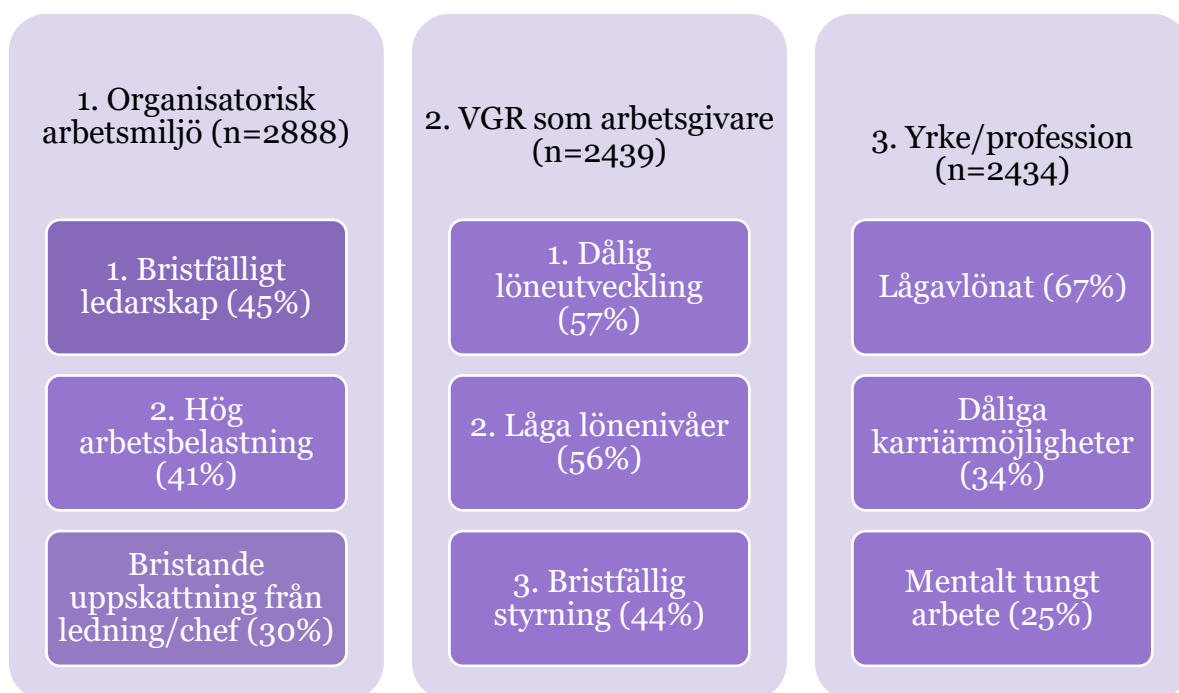 1. Organisatorisk
arbetsmiljö (n=2888)
1. Bristfälligt
ledarskap (45%)
2. Hög
arbetsbelastning
(41%)
Bristande
uppskattning från
ledning/chef (30%)
2. VGR som arbetsgivare
(n=2439)
1. Dålig
löneutveckling
(57%)
2. Låga lönenivåer
(56%)
3. Bristfällig
styrning (44%)
3. Yrke/profession
(n=2434)
Lågavlönat (67%)
Dåliga
karriärmöjligheter
(34%)
Mentalt tungt
arbete (25%)